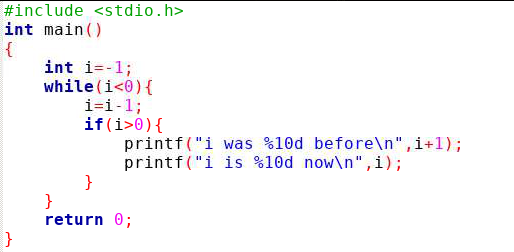 #include <stdio.h>
int main()
{
    int i=-1;
    while(i<0){
        i=i-1;
        if(i>0){
            printf("i was %10d before\n",i+1);
            printf("i is %10d now\n",i);
        }
    }
    return 0;
}